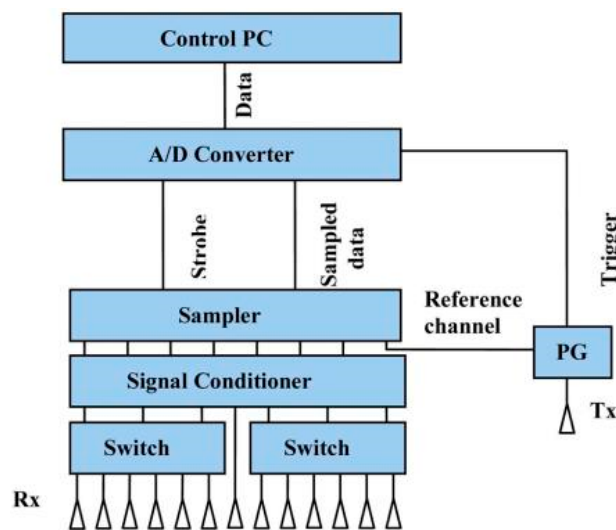 Control PC
Data
A/D Converter
Strobe
Sampled
data
Trigger
Reference
channel
Sampler
PG
Signal Conditioner
Tx
Switch
Switch
Rx